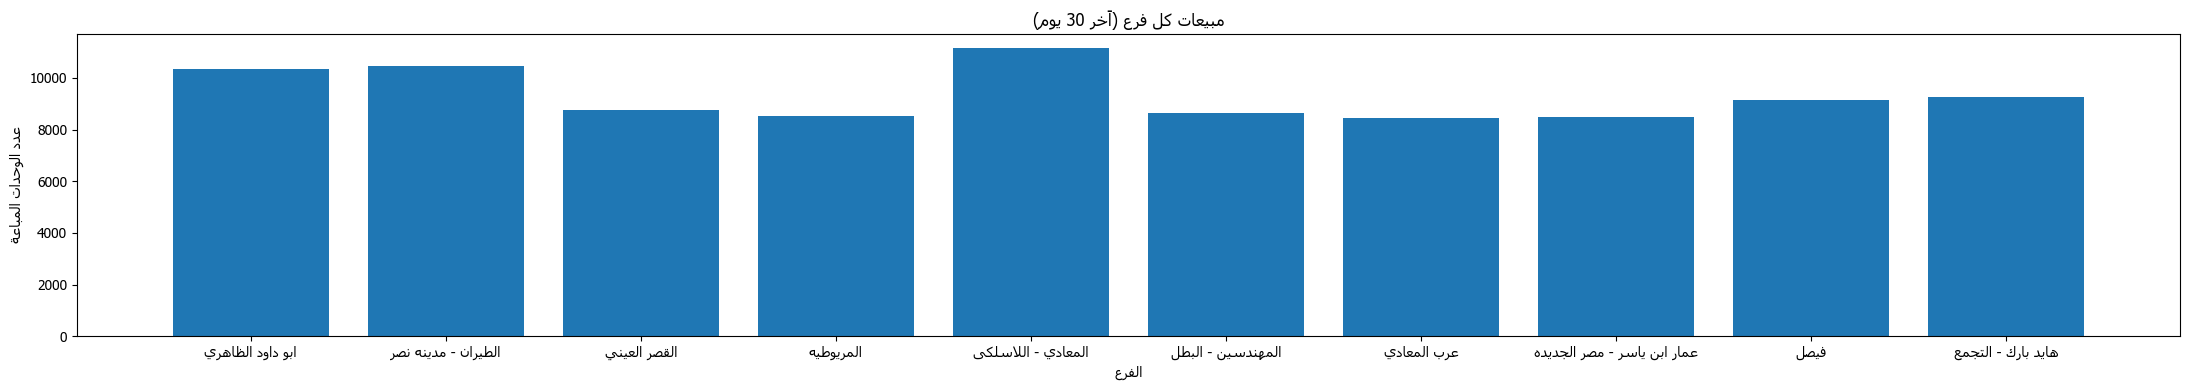 مبيعات كل فرع (آخر 30 يوم)
عدد الوحدات المباعة
10000
8000
6000
4000
2000
0
ابو داود الظاهري
الطيران - مدينه نصر
القصر العيني
المريوطيه
المعادي - اللاسلكى
المهندسين - البطل
عرب المعادي
عمار ابن ياسر - مصر الجديده
فيصل
هايد بارك - التجمع
الفرع